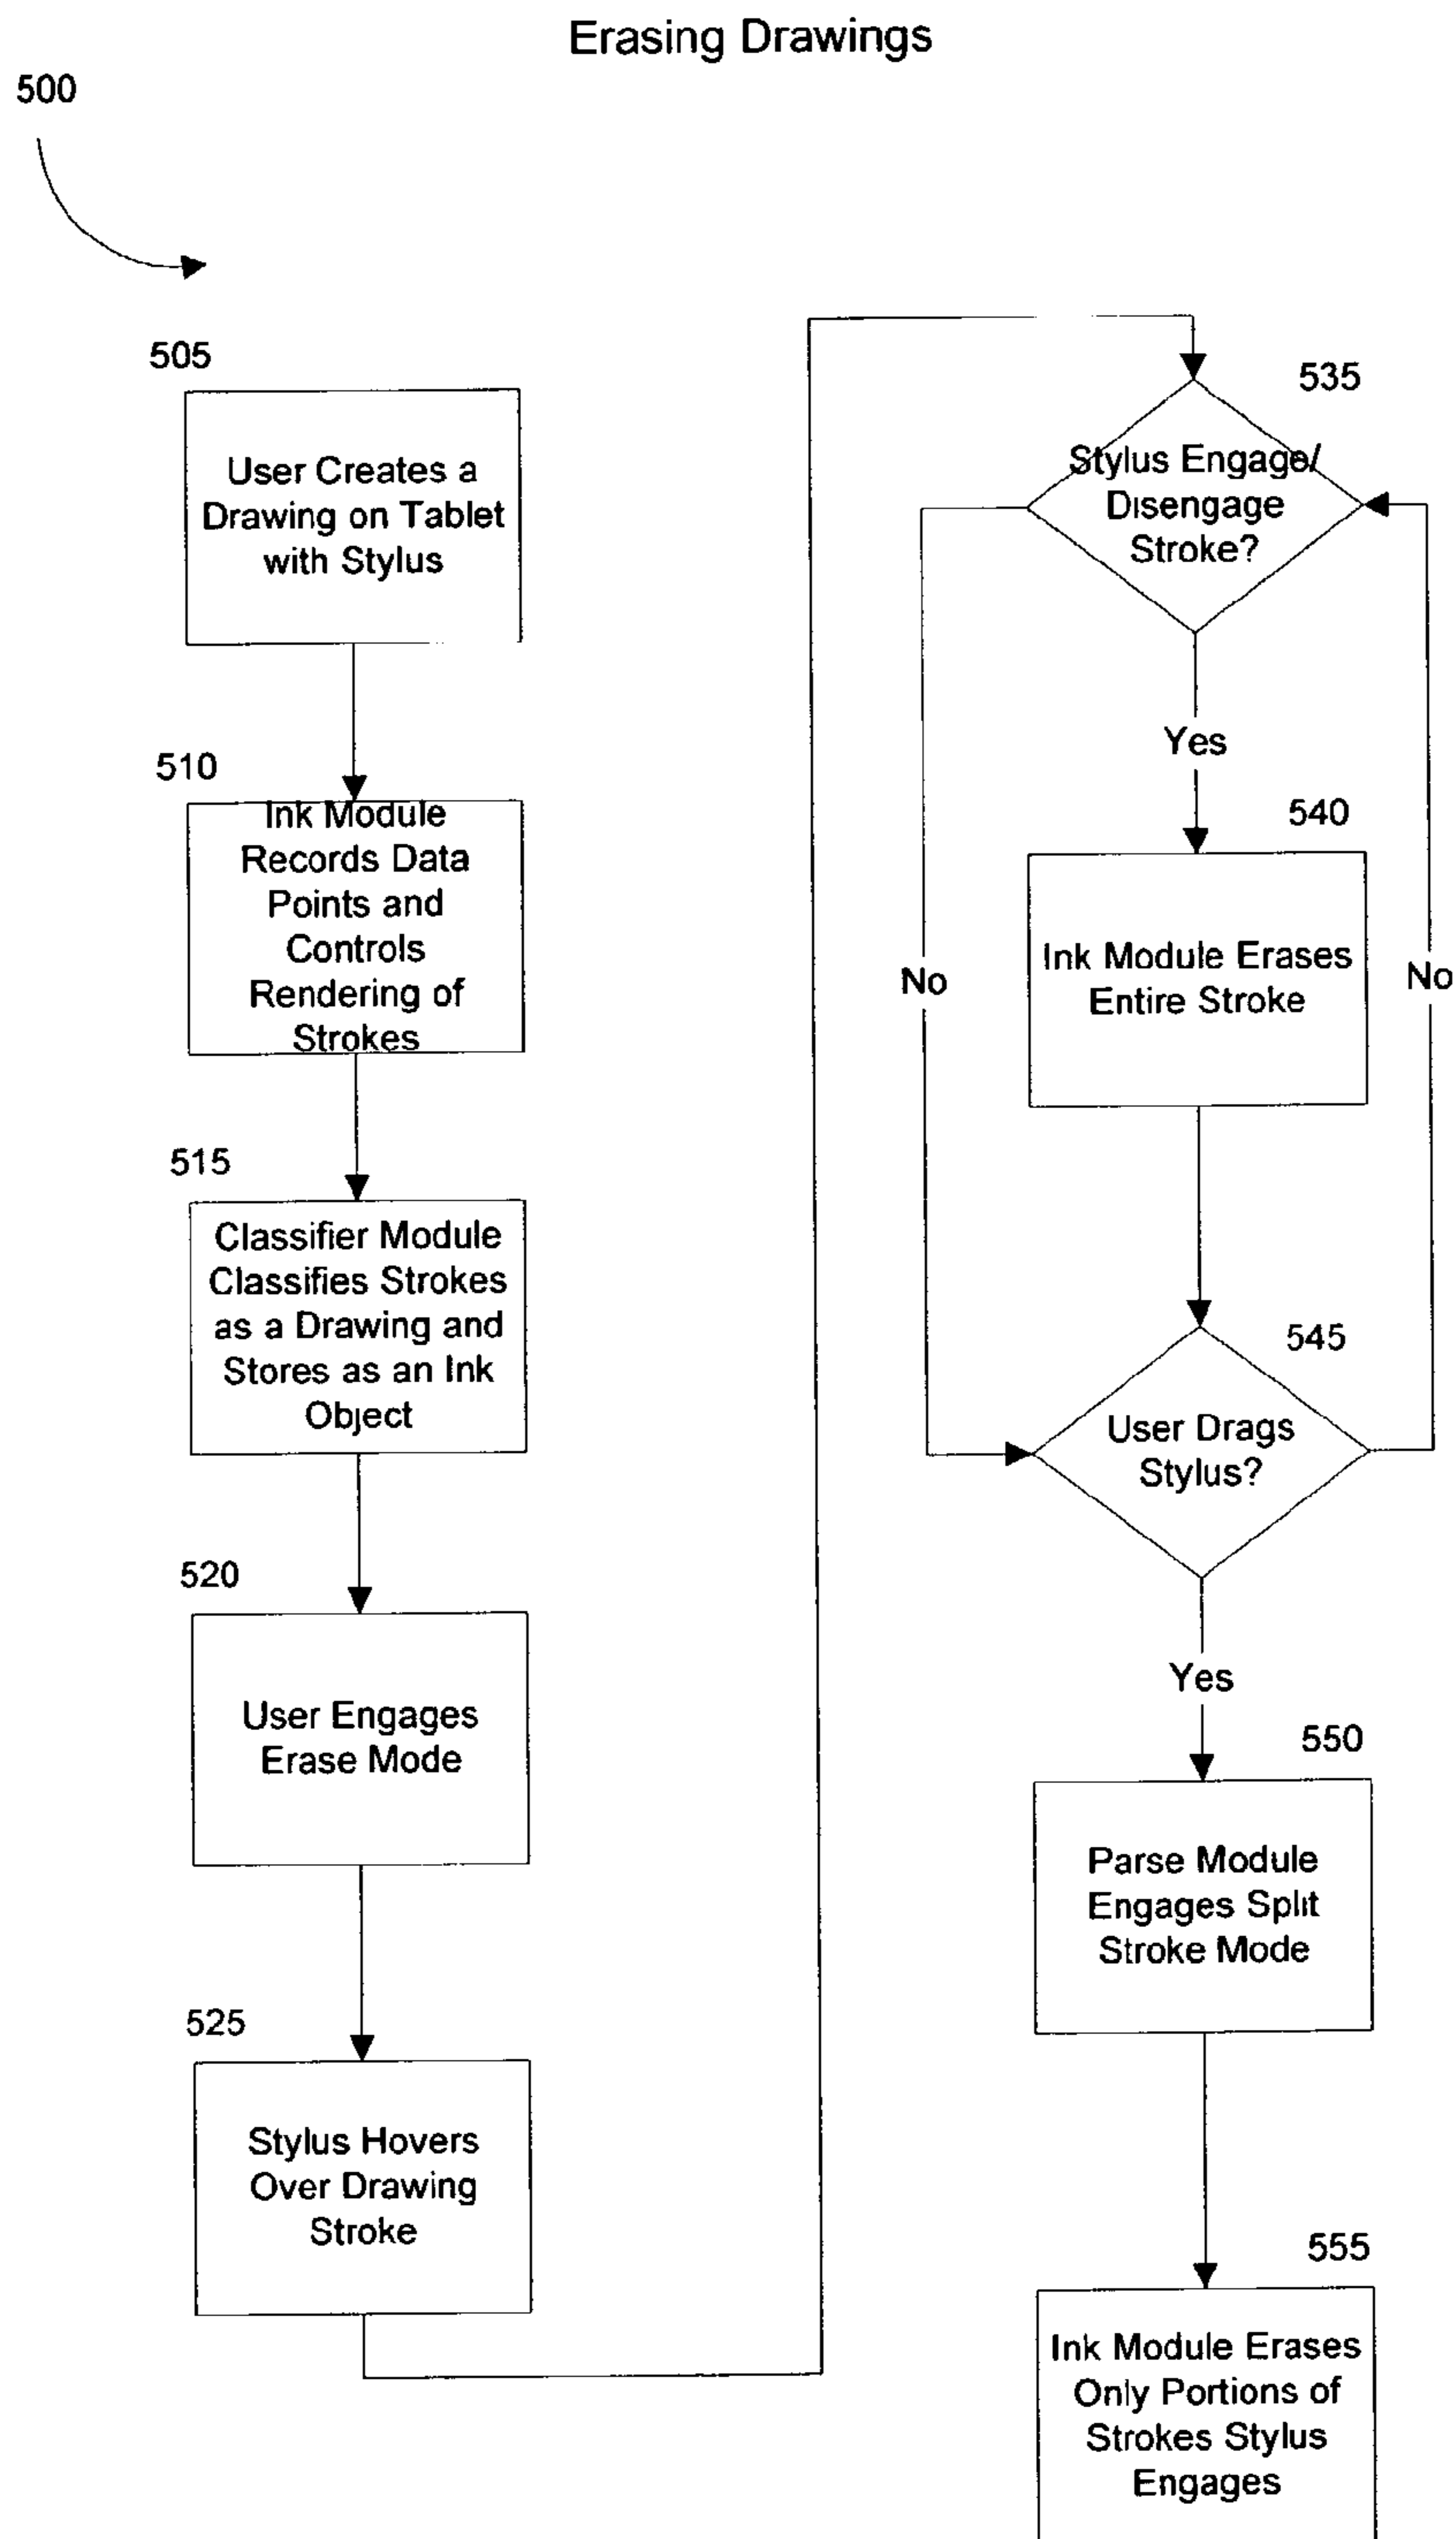 Erasing Drawings
500
505
User Creates a
Drawing on Tablet
with Stylus
510
Ink Module
Records Data
Points and
Controls
Rendering of
Strokes
515
Classifier Module
Classifies Strokes
as a Drawing and
Stores as an Ink
Object
520
User Engages
Erase Mode
525
Stylus Hovers
Over Drawing
Stroke
535
Stylus Engage/
Disengage
Stroke?
Yes
No
No
540
Ink Module Erases
Entire Stroke
545
User Drags
Stylus?
Yes
550
Parse Module
Engages Split
Stroke Mode
555
Ink Module Erases
Only Portions of
Strokes Stylus
Engages